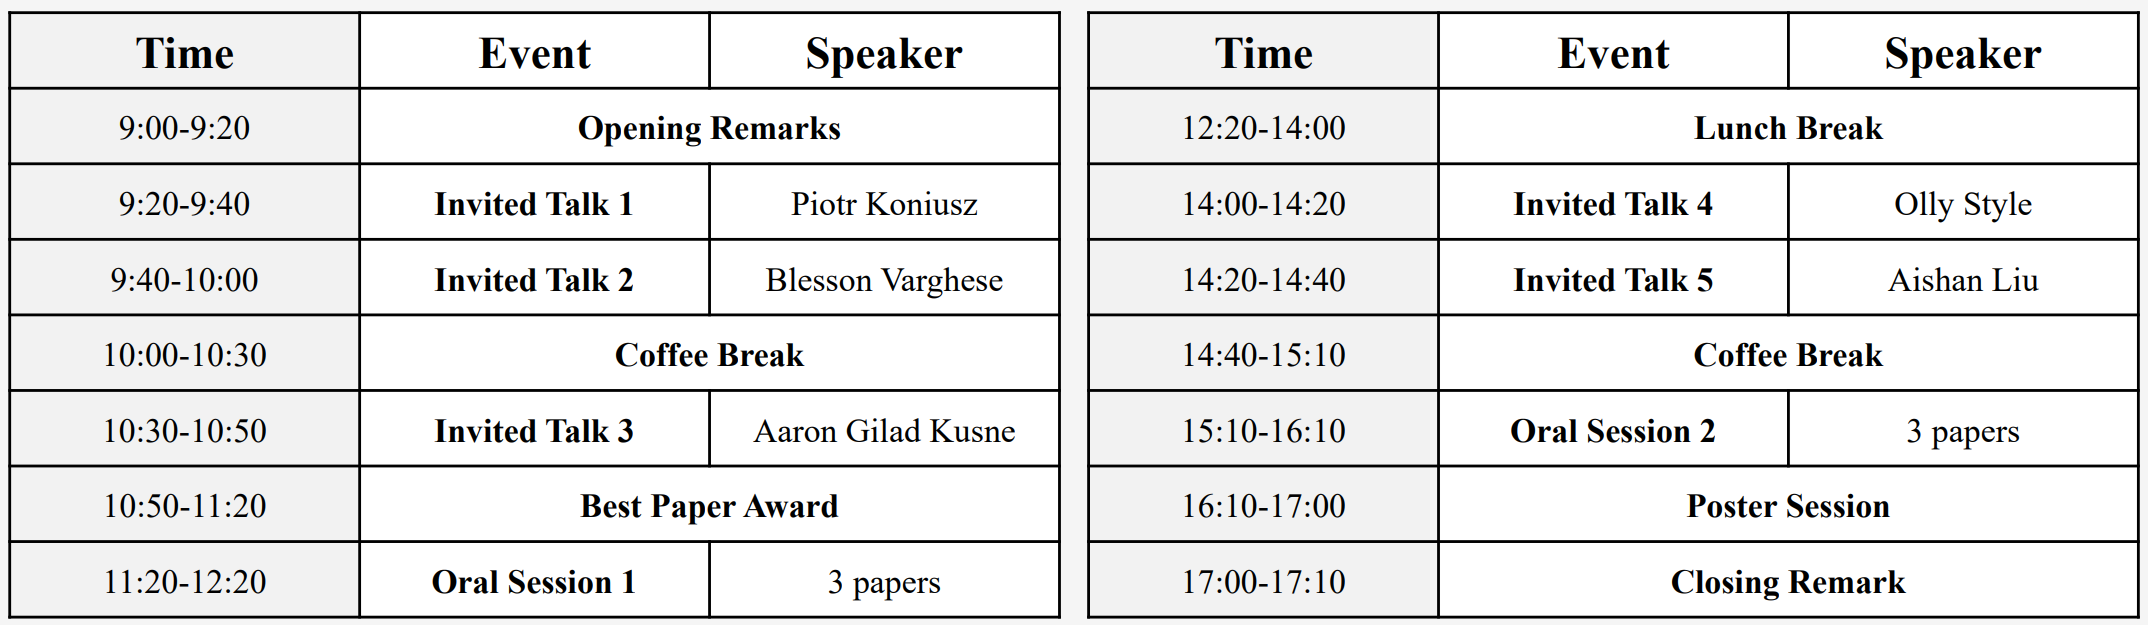 Time Event Speaker
9:00-9:20 Opening Remarks
9:20-9:40 Invited Talk 1 Piotr Koniusz
9:40-10:00 Invited Talk 2 Blesson Varghese
10:00-10:30 Coffee Break
10:30-10:50 Invited Talk 3 Aaron Gilad Kusne
10:50-11:20 Best Paper Award
11:20-12:20 Oral Session 1 3 papers
Time Event Speaker
12:20-14:00 Lunch Break
14:00-14:20 Invited Talk 4 Olly Style
14:20-14:40 Invited Talk 5 Aishan Liu
14:40-15:10 Coffee Break
15:10-16:10 Oral Session 2 3 papers
16:10-17:00 Poster Session
17:00-17:10 Closing Remark